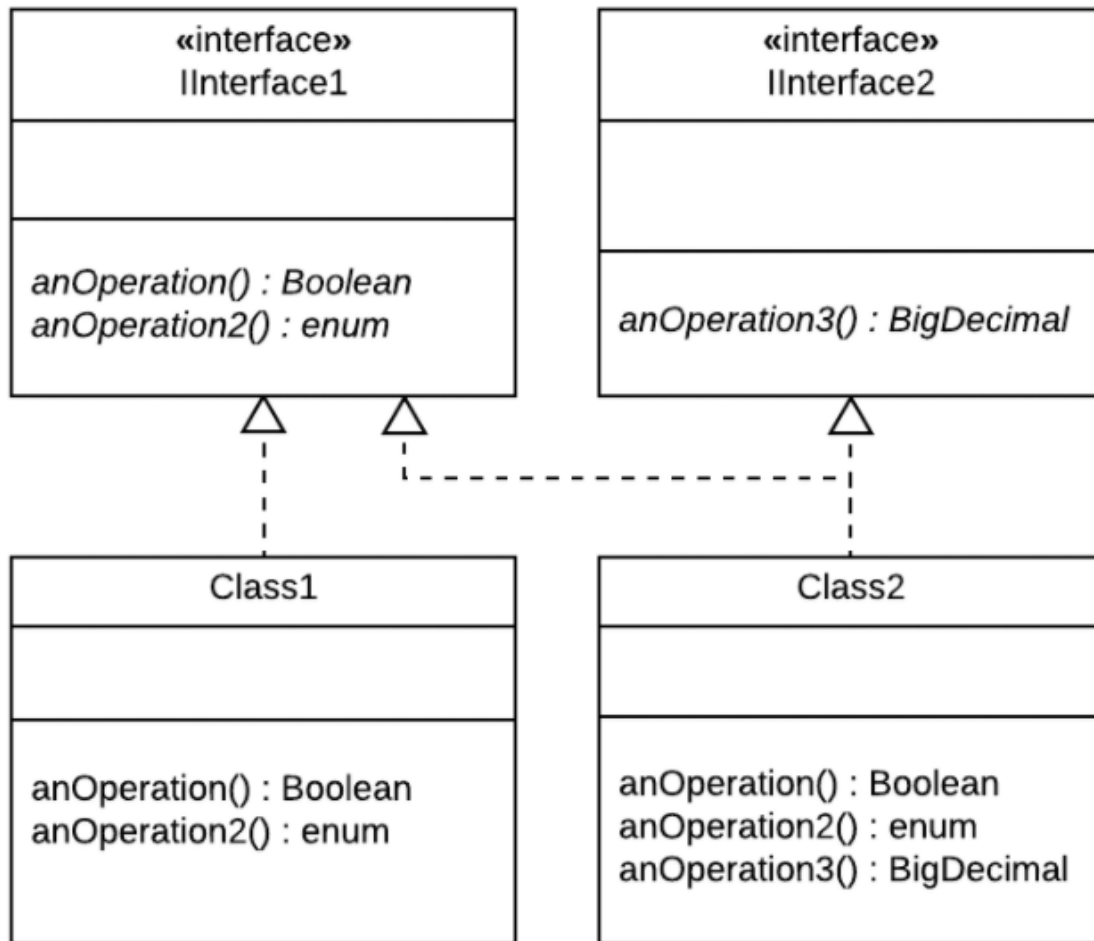 «interface»
IInterface1
anOperation() : Boolean
anOperation2() : enum
«interface»
IInterface2
anOperation3() : BigDecimal
Class1
anOperation() : Boolean
anOperation2() : enum
Class2
anOperation() : Boolean
anOperation2() : enum
anOperation3() : BigDecimal